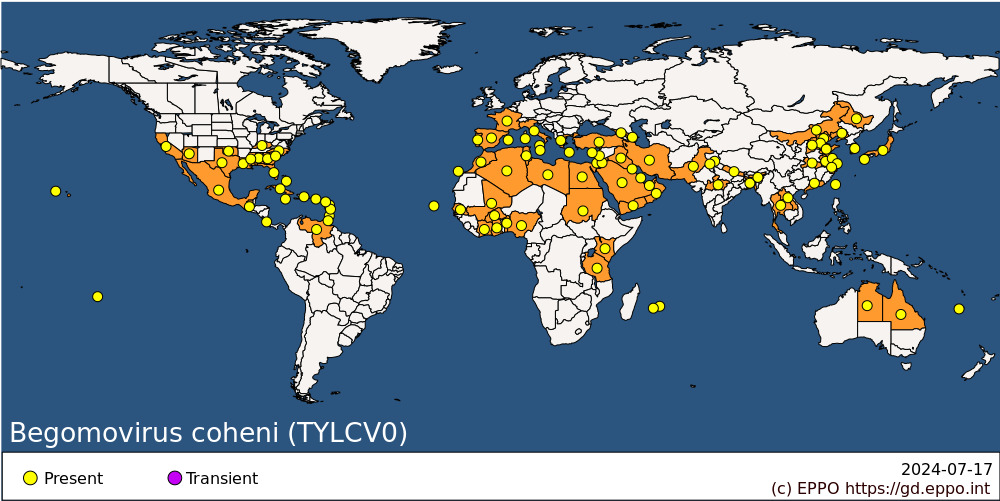 Begomovirus coheni (TYLCV0)
Present
Transient
2024-07-17
(c) EPPO https://gd.eppo.int